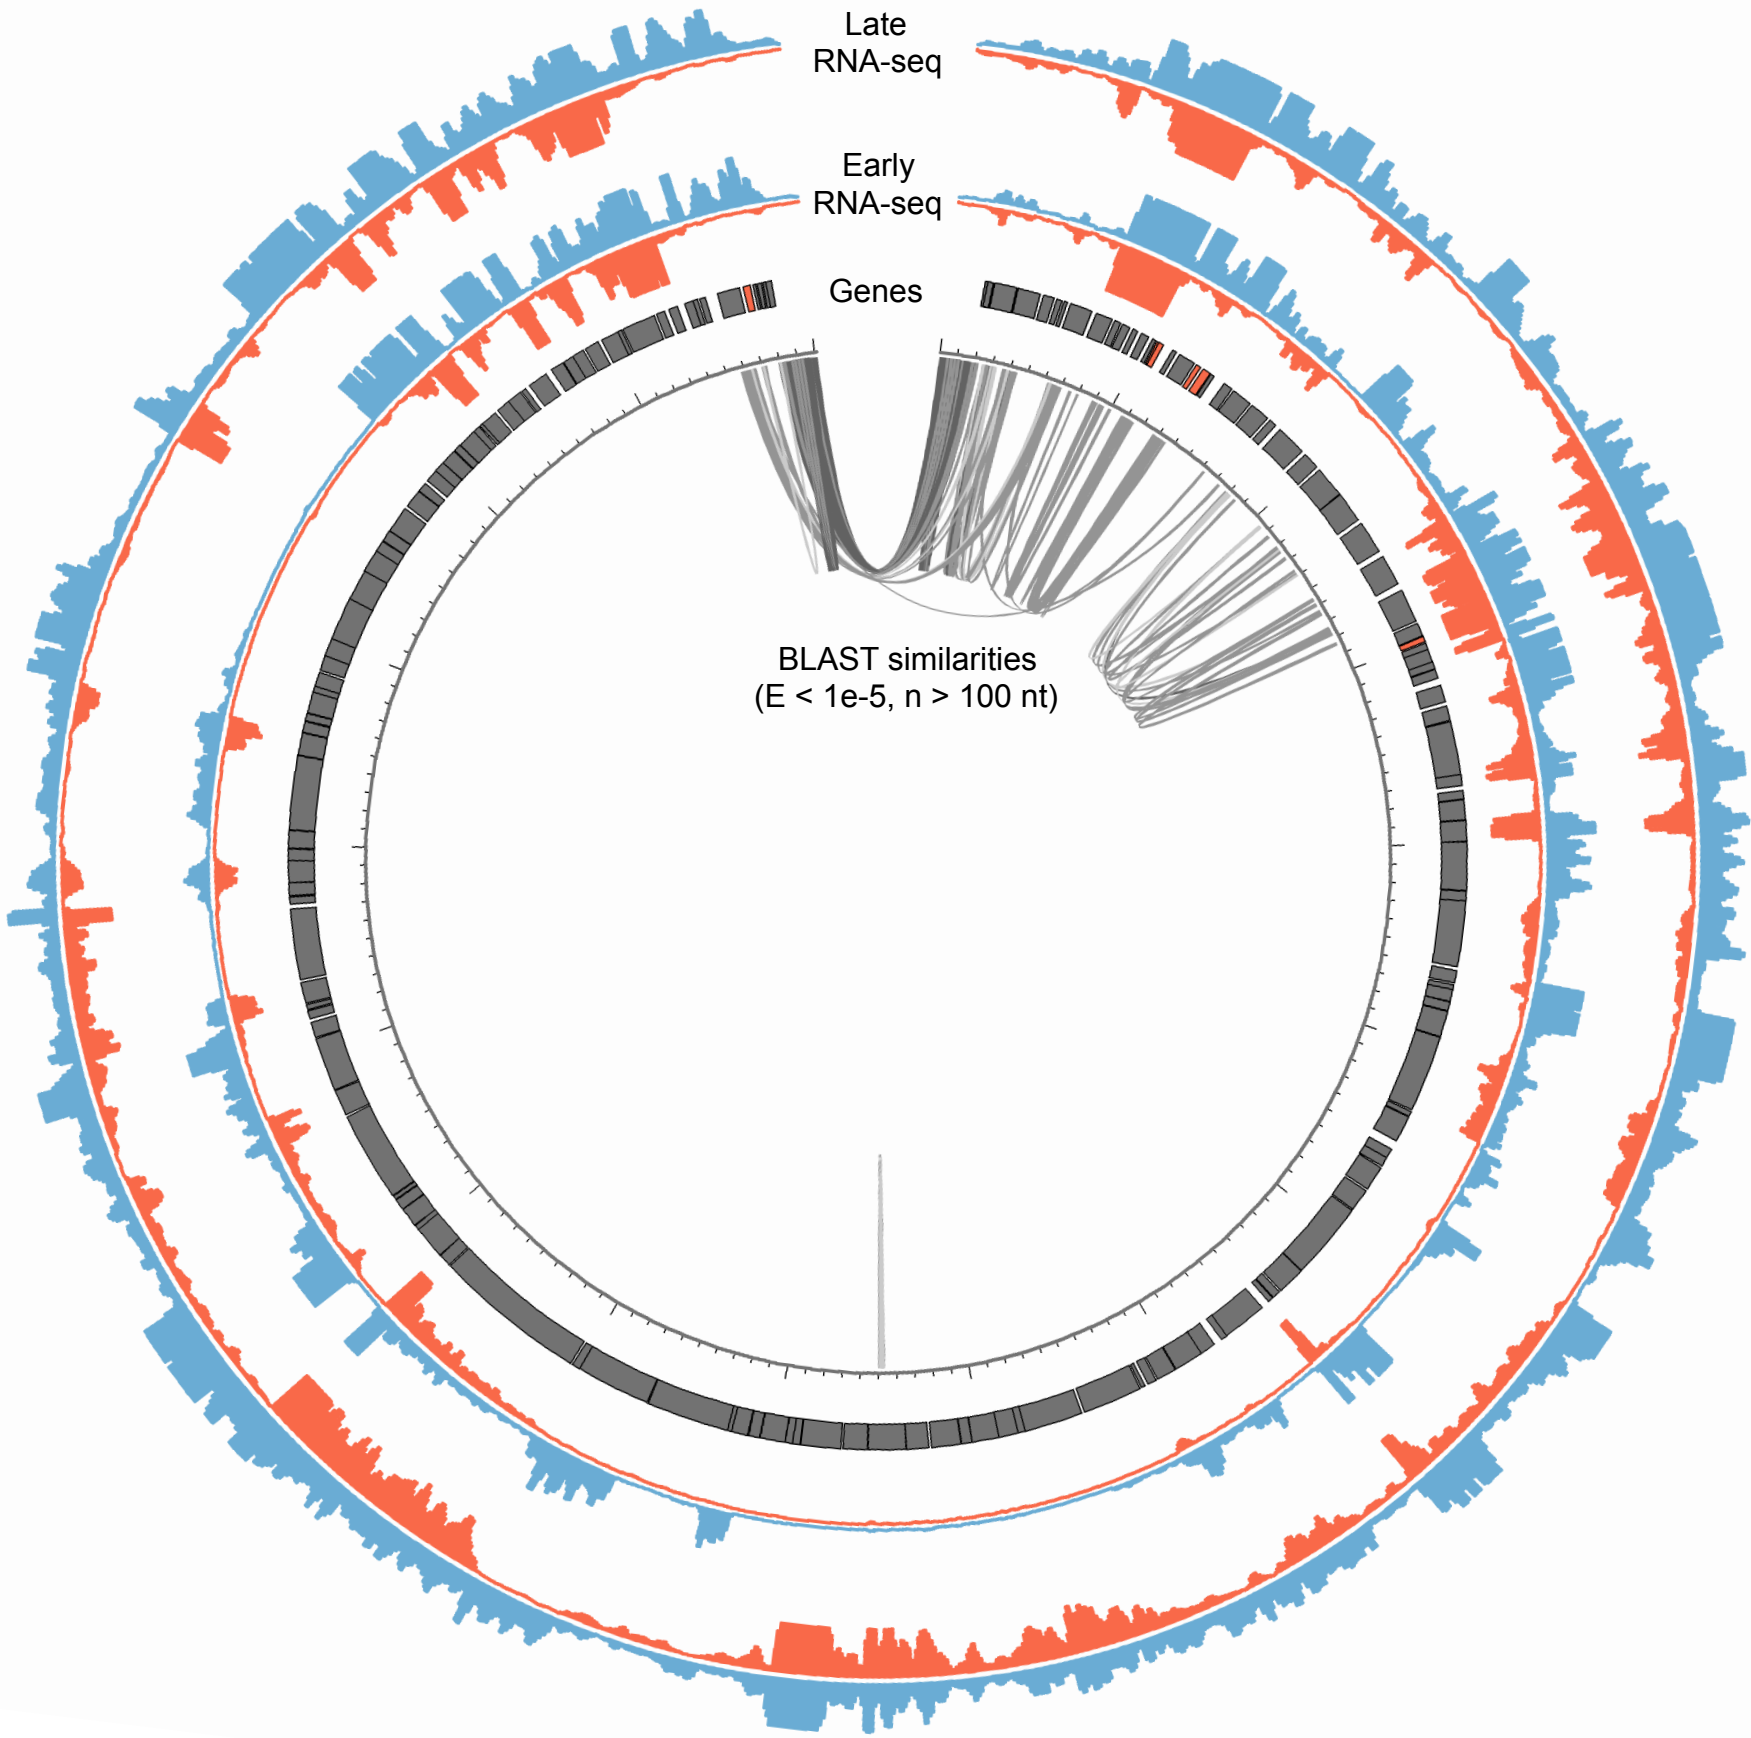 Late
RNA-seq
Early
RNA-seq
Genes
BLAST similarities
(E < 1e-5, n > 100 nt)